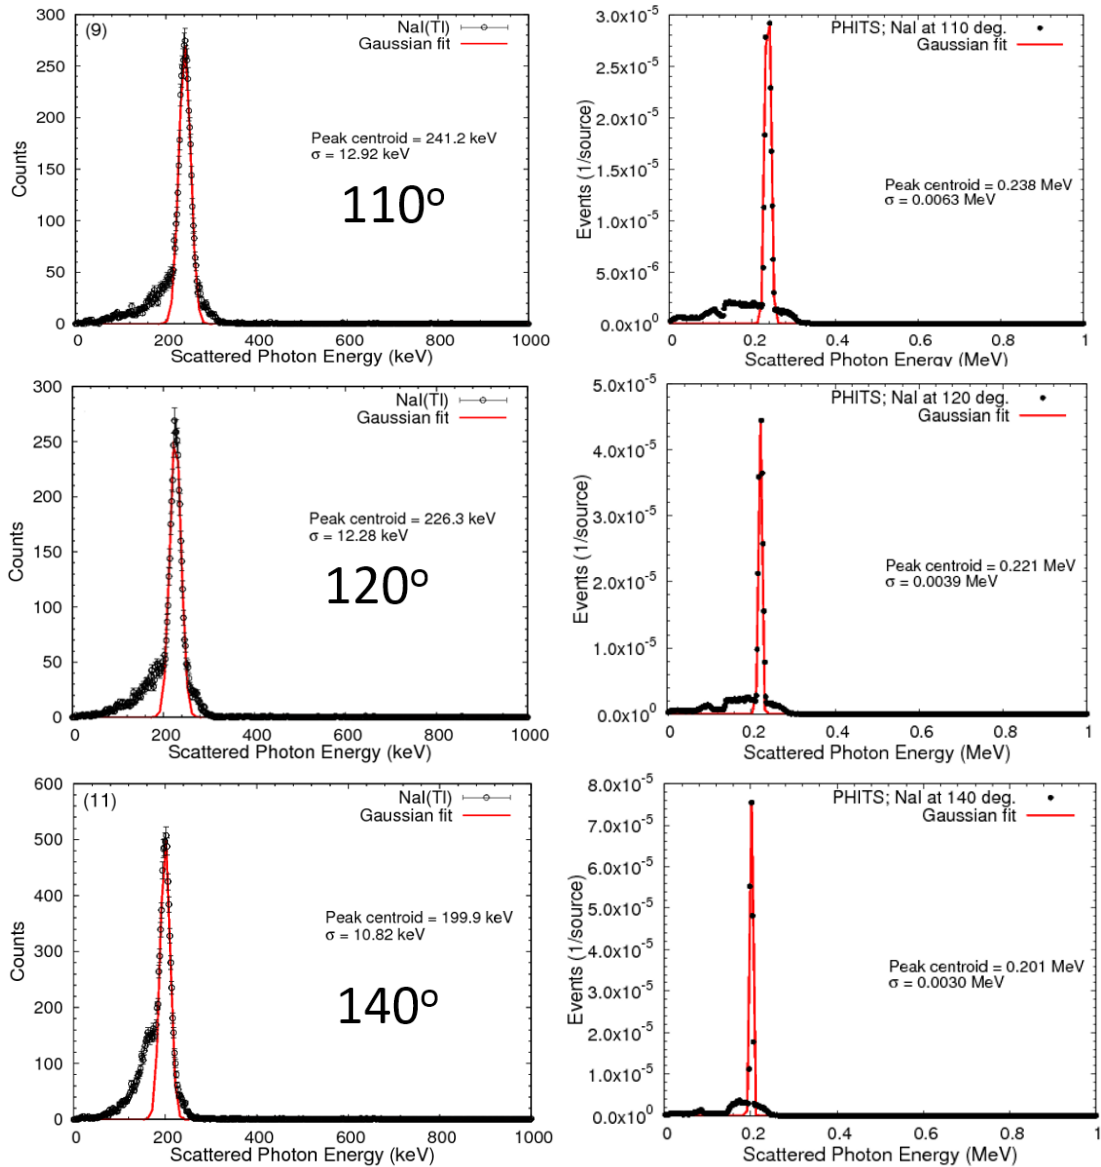 (9)
NaI(Tl)
Gaussian fit
300
250
200
150
100
50
0
Counts
Peak centroid = 241.2 keV
σ = 12.92 keV
110º
0 200 400 600 800 1000
Scattered Photon Energy (keV)
PHITS; NaI at 110 deg.
Gaussian fit
3.0x10⁻⁵
2.5x10⁻⁵
2.0x10⁻⁵
1.5x10⁻⁵
1.0x10⁻⁵
5.0x10⁻⁶
0.0x10⁰
Events (1/source)
Peak centroid = 0.238 MeV
σ = 0.0063 MeV
0 0.2 0.4 0.6 0.8 1
Scattered Photon Energy (MeV)
NaI(Tl)
Gaussian fit
300
250
200
150
100
50
0
Counts
Peak centroid = 226.3 keV
σ = 12.28 keV
120º
0 200 400 600 800 1000
Scattered Photon Energy (keV)
PHITS; NaI at 120 deg.
Gaussian fit
5.0x10⁻⁵
4.0x10⁻⁵
3.0x10⁻⁵
2.0x10⁻⁵
1.0x10⁻⁵
0.0x10⁰
Events (1/source)
Peak centroid = 0.221 MeV
σ = 0.0039 MeV
0 0.2 0.4 0.6 0.8 1
Scattered Photon Energy (MeV)
(11)
NaI(Tl)
Gaussian fit
600
500
400
300
200
100
0
Counts
Peak centroid = 199.9 keV
σ = 10.82 keV
140º
0 200 400 600 800 1000
Scattered Photon Energy (keV)
PHITS; NaI at 140 deg.
Gaussian fit
8.0x10⁻⁵
7.0x10⁻⁵
6.0x10⁻⁵
5.0x10⁻⁵
4.0x10⁻⁵
3.0x10⁻⁵
2.0x10⁻⁵
1.0x10⁻⁵
0.0x10⁰
Events (1/source)
Peak centroid = 0.201 MeV
σ = 0.0030 MeV
0 0.2 0.4 0.6 0.8 1
Scattered Photon Energy (MeV)